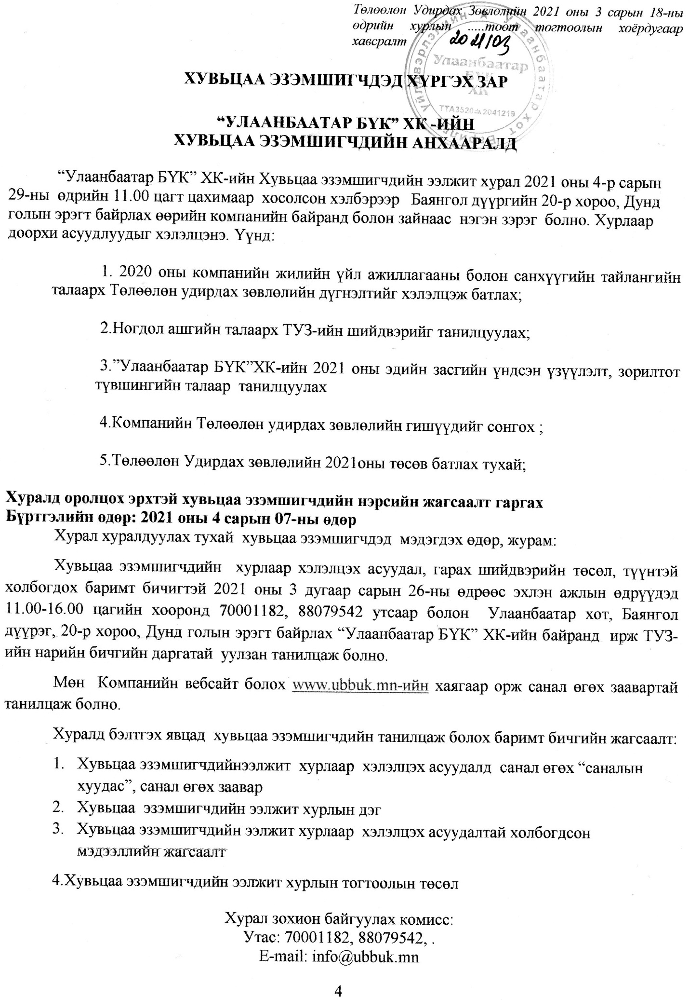 Төлөөлөн Удирдах Зөвлөлийн 2021 оны 3 сарын 18-ны
өдрийн хурлын .....тоот тогтоолын хоёрдугаар
хавсралт
2021/03
Улаанбаатар
БҮК
ХК
ТТА3520 2041219
ХУВЬЦАА ЭЗЭМШИГЧДЭД ХҮРГЭХ ЗАР
“УЛААНБААТАР БҮК” ХК -ИЙН
ХУВЬЦАА ЭЗЭМШИГЧДИЙН АНХААРАЛД
“Улаанбаатар БҮК” ХК-ийн Хувьцаа эзэмшигчдийн ээлжит хурал 2021 оны 4-р сарын
29-ны өдрийн 11.00 цагт цахимаар хосолсон хэлбэрээр Баянгол дүүргийн 20-р хороо, Дунд
голын эрэгт байрлах өөрийн компанийн байранд болон зайнаас нэгэн зэрэг болно. Хурлаар
доорхи асуудлуудыг хэлэлцэнэ. Үүнд:
1. 2020 оны компанийн жилийн үйл ажиллагааны болон санхүүгийн тайлангийн
талаарх Төлөөлөн удирдах зөвлөлийн дүгнэлтийг хэлэлцэж батлах;
2.Ногдол ашгийн талаарх ТУЗ-ийн шийдвэрийг танилцуулах;
3.”Улаанбаатар БҮК”ХК-ийн 2021 оны эдийн засгийн үндсэн үзүүлэлт, зорилтот
түвшингийн талаар танилцуулах
4.Компанийн Төлөөлөн удирдах зөвлөлийн гишүүдийг сонгох ;
5.Төлөөлөн Удирдах зөвлөлийн 2021оны төсөв батлах тухай;
Хуралд оролцох эрхтэй хувьцаа эзэмшигчдийн нэрсийн жагсаалт гаргах
Бүртгэлийн өдөр: 2021 оны 4 сарын 07-ны өдөр
Хурал хуралдуулах тухай хувьцаа эзэмшигчдэд мэдэгдэх өдөр, журам:
Хувьцаа эзэмшигчдийн хурлаар хэлэлцэх асуудал, гарах шийдвэрийн төсөл, түүнтэй
холбогдох баримт бичигтэй 2021 оны 3 дугаар сарын 26-ны өдрөөс эхлэн ажлын өдрүүдэд
11.00-16.00 цагийн хооронд 70001182, 88079542 утсаар болон Улаанбаатар хот, Баянгол
дүүрэг, 20-р хороо, Дунд голын эрэгт байрлах “Улаанбаатар БҮК” ХК-ийн байранд ирж ТУЗ-
ийн нарийн бичгийн даргатай уулзан танилцаж болно.
Мөн Компанийн вебсайт болох www.ubbuk.mn-ийн хаягаар орж санал өгөх заавартай
танилцаж болно.
Хуралд бэлтгэх явцад хувьцаа эзэмшигчдийн танилцаж болох баримт бичгийн жагсаалт:
1. Хувьцаа эзэмшигчдийнээлжит хурлаар хэлэлцэх асуудалд санал өгөх “саналын
хуудас”, санал өгөх заавар
2. Хувьцаа эзэмшигчдийн ээлжит хурлын дэг
3. Хувьцаа эзэмшигчдийн ээлжит хурлаар хэлэлцэх асуудалтай холбогдсон
мэдээллийн жагсаалт
4.Хувьцаа эзэмшигчдийн ээлжит хурлын тогтоолын төсөл
Хурал зохион байгуулах комисс:
Утас: 70001182, 88079542, .
E-mail: info@ubbuk.mn
4